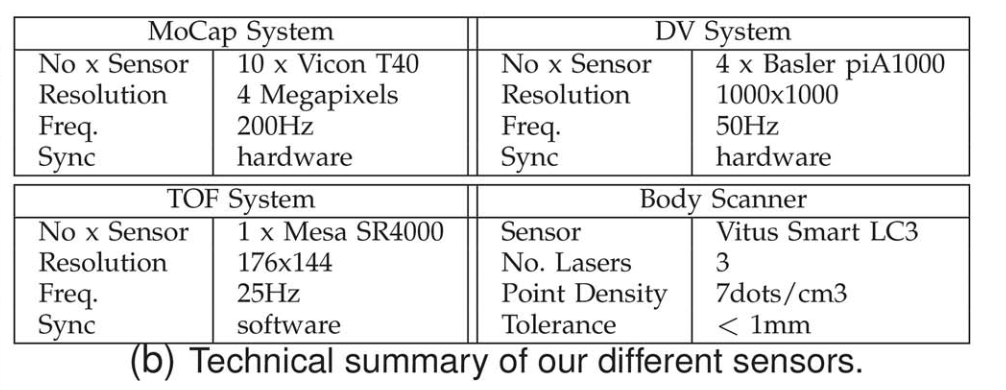 MoCap System DV System
No x Sensor 10 x Vicon T40 No x Sensor 4 x Basler piA1000
Resolution 4 Megapixels Resolution 1000x1000
Freq. 200Hz Freq. 50Hz
Sync hardware Sync hardware
TOF System Body Scanner
No x Sensor 1 x Mesa SR4000 Sensor Vitus Smart LC3
Resolution 176x144 No. Lasers 3
Freq. 25Hz Point Density 7dots/cm3
Sync software Tolerance < 1mm
(b) Technical summary of our different sensors.